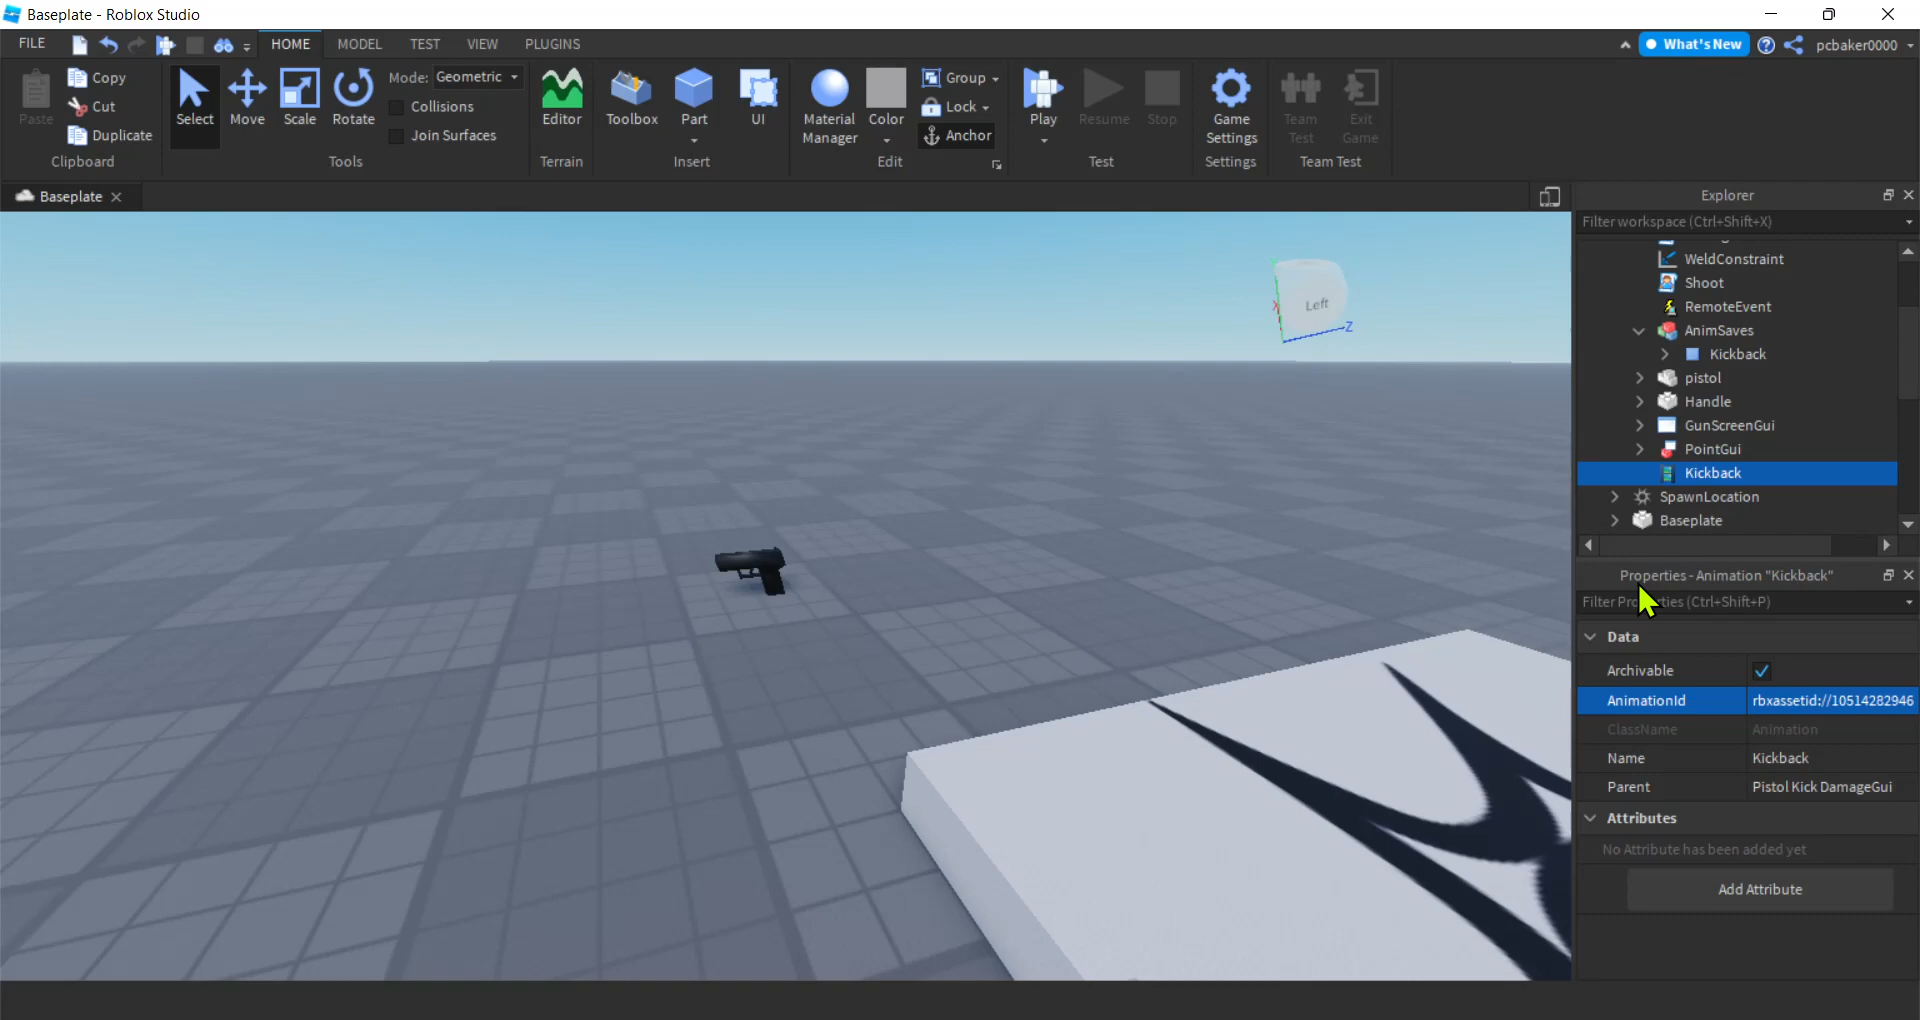 Baseplate - Roblox Studio
FILE HOME MODEL TEST VIEW PLUGINS What's New pcbaker0000
Paste Copy Cut Duplicate
Clipboard
Select Move Scale Rotate Mode: Geometric
Collisions
Join Surfaces
Tools
Editor
Terrain
Toolbox Part UI
Insert
Material Manager Color Group
Lock
Anchor
Edit
Play Resume Stop
Test
Game Settings
Settings
Team Test Exit Game
Team Test
Baseplate
Left
X
Z
Explorer
Filter workspace (Ctrl+Shift+X)
WeldConstraint
Shoot
RemoteEvent
AnimSaves
Kickback
pistol
Handle
GunScreenGui
PointGui
Kickback
SpawnLocation
Baseplate
Properties - Animation "Kickback"
Filter Properties (Ctrl+Shift+P)
Data
Archivable
AnimationId rbxassetid://10514282946
ClassName Animation
Name Kickback
Parent Pistol Kick DamageGui
Attributes
No Attribute has been added yet
Add Attribute